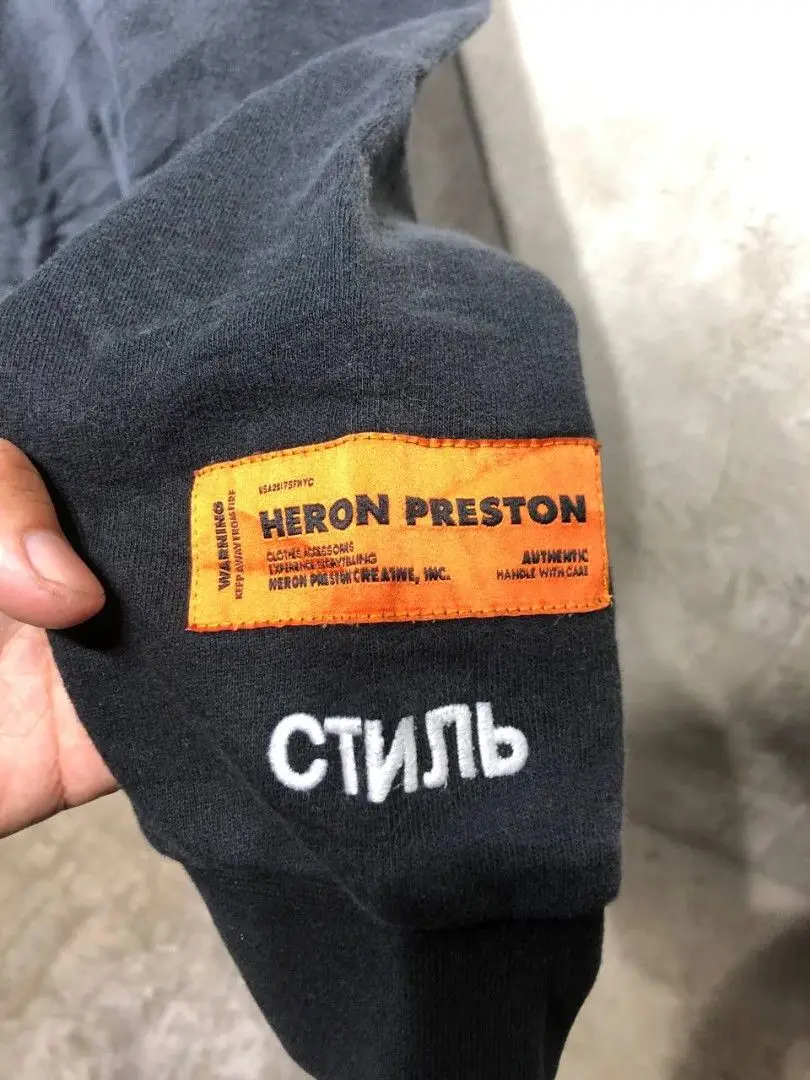 WARNING
KEEP AWAY FROM FIRE
HERON PRESTON
CLOTHES ACCESSORIES
EXPERIENCE STORYTELLING
HERON PRESTON CREATIVE, INC.
AUTHENTIC
HANDLE WITH CARE
СТИЛЬ